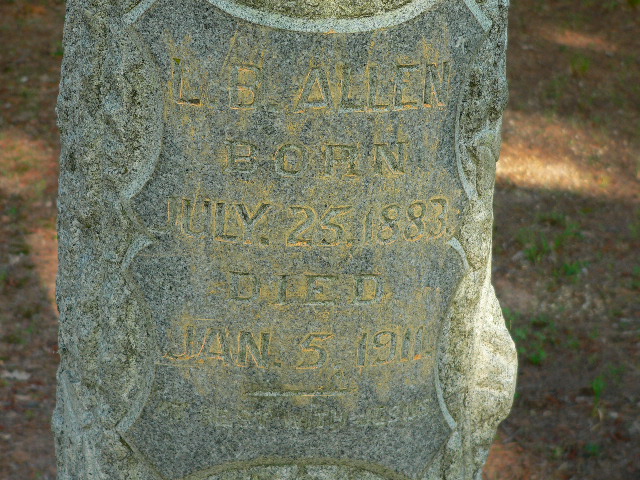 L. B. ALLEN
BORN
JULY. 25. 1883.
DIED
JAN. 5 1911.